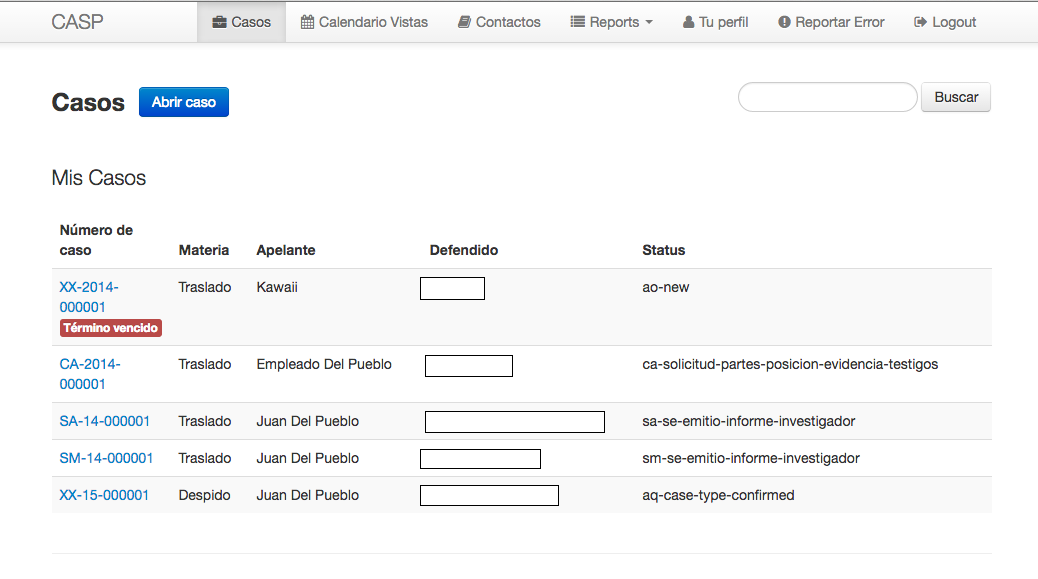 CASP Casos Calendario Vistas Contactos Reports Tu perfil Reportar Error Logout
Casos Abrir caso Buscar
Mis Casos
Número de
caso Materia Apelante Defendido Status
XX-2014- Traslado Kawaii ao-new
000001
Término vencido
CA-2014- Traslado Empleado Del Pueblo ca-solicitud-partes-posicion-evidencia-testigos
000001
SA-14-000001 Traslado Juan Del Pueblo sa-se-emitio-informe-investigador
SM-14-000001 Traslado Juan Del Pueblo sm-se-emitio-informe-investigador
XX-15-000001 Despido Juan Del Pueblo aq-case-type-confirmed